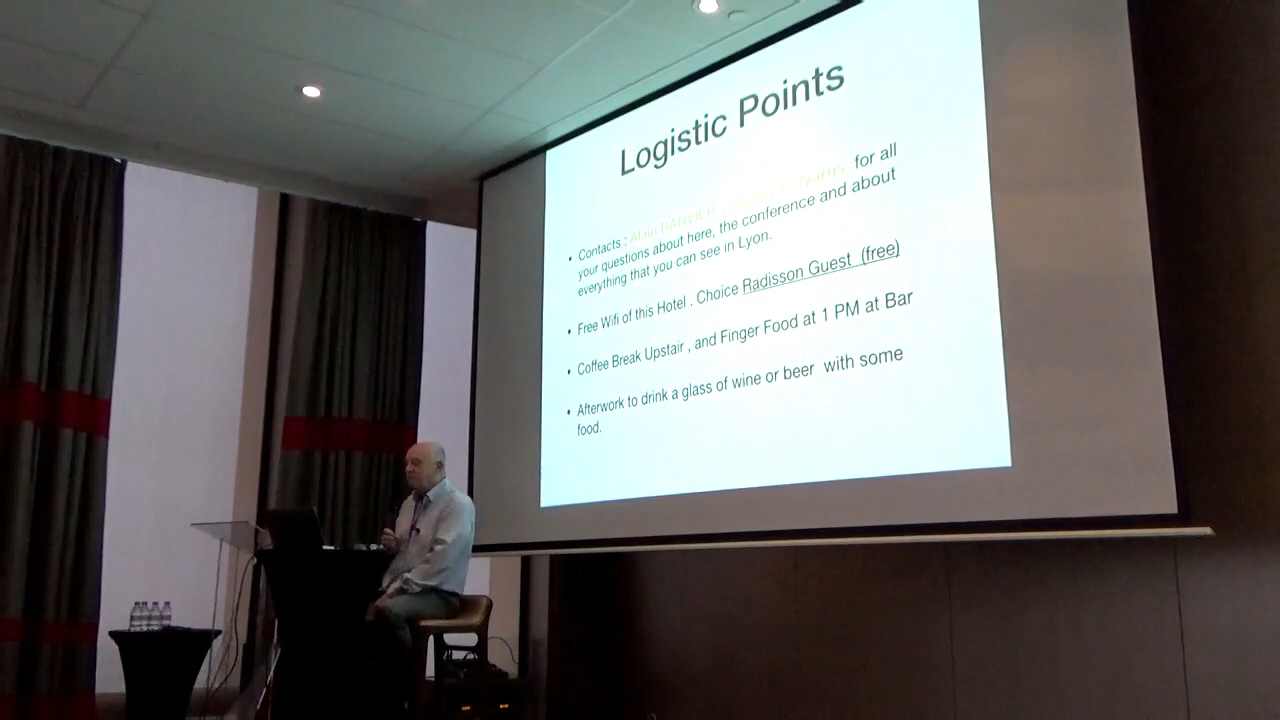 Logistic Points
• Contacts : Alain RANVIER for all
your questions about here, the conference and about
everything that you can see in Lyon.
• Free Wifi of this Hotel . Choice Radisson Guest (free)
• Coffee Break Upstair , and Finger Food at 1 PM at Bar
• Afterwork to drink a glass of wine or beer with some
food.